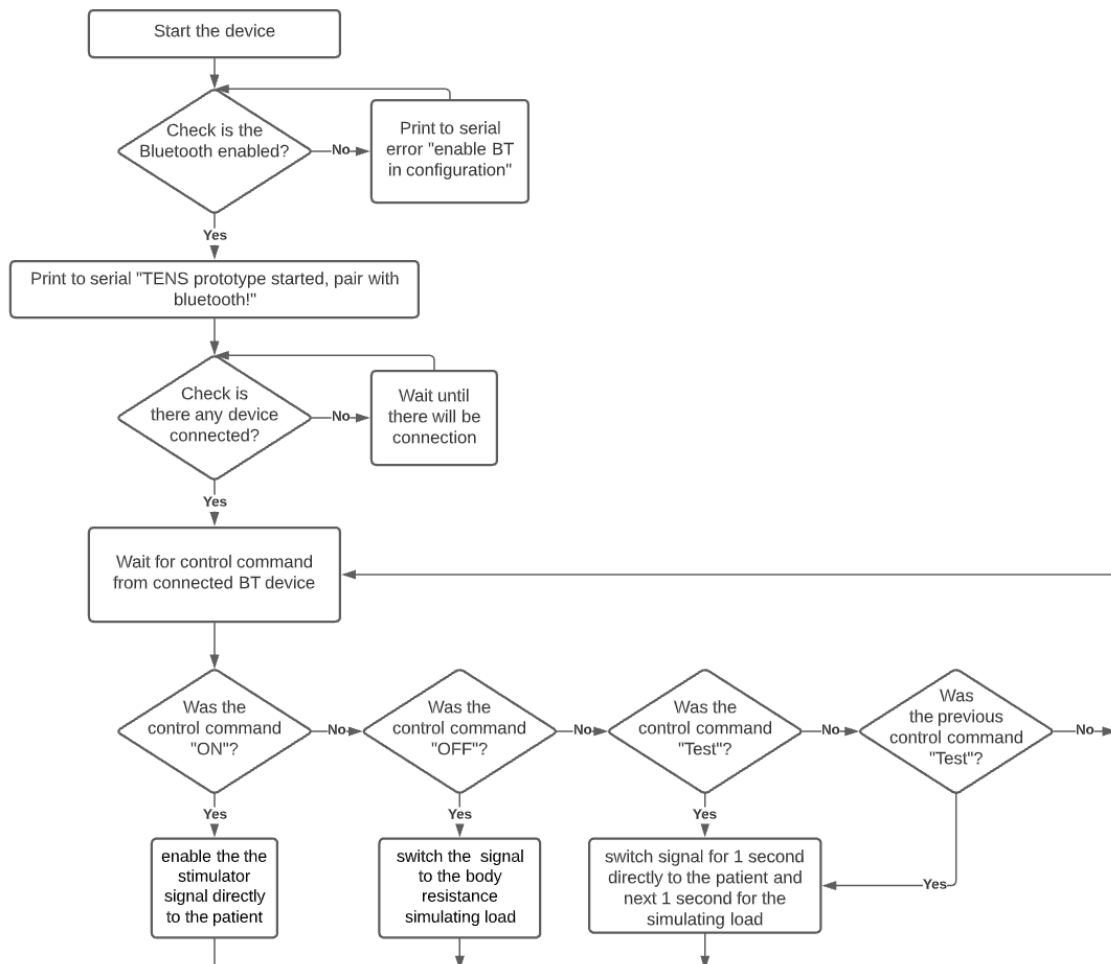 Start the device
Check is the
Bluetooth enabled?
No
Print to serial
error "enable BT
in configuration"
Yes
Print to serial "TENS prototype started, pair with
bluetooth!"
Check is
there any device
connected?
No
Wait until
there will be
connection
Yes
Wait for control command
from connected BT device
Was the
control command
"ON"?
No
Was the
control command
"OFF"?
No
Was the
control command
"Test"?
No
Was
the previous
control command
"Test"?
No
Yes
enable the the
stimulator
signal directly
to the patient
Yes
switch the signal
to the body
resistance
simulating load
Yes
switch signal for 1 second
directly to the patient and
next 1 second for the
simulating load
Yes